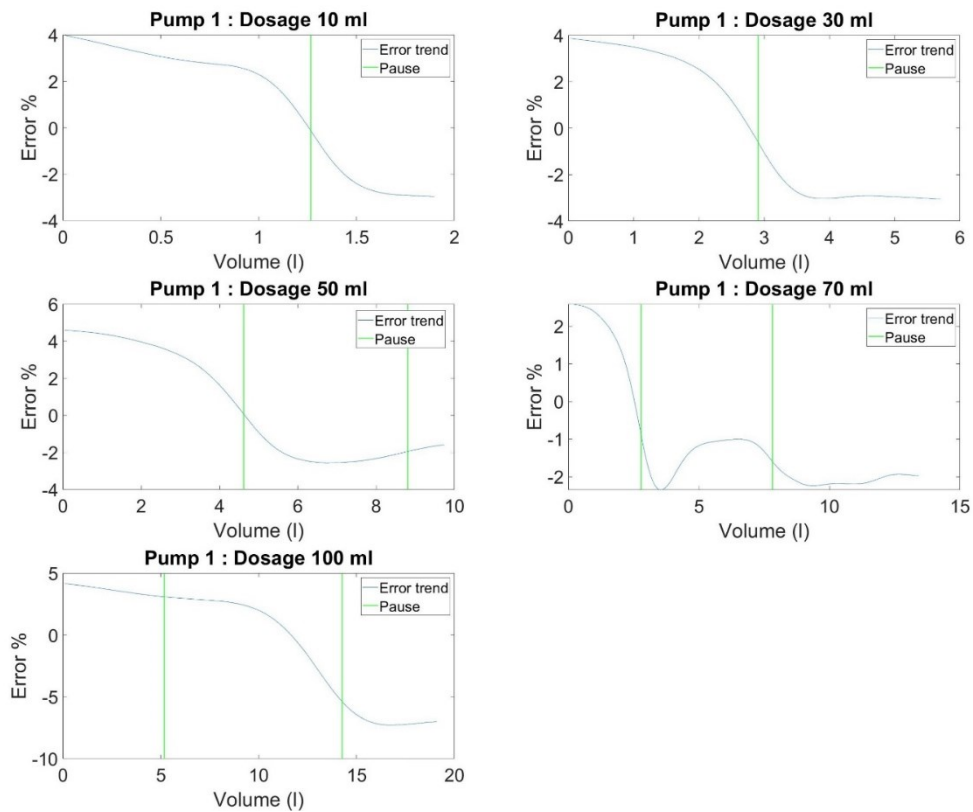 Pump 1 : Dosage 10 ml
Error %
4
2
0
-2
-4
0
0.5
1
1.5
2
Volume (l)
Error trend
Pause
Pump 1 : Dosage 30 ml
Error %
4
2
0
-2
-4
0
1
2
3
4
5
6
Volume (l)
Error trend
Pause
Pump 1 : Dosage 50 ml
Error %
6
4
2
0
-2
-4
0
2
4
6
8
10
Volume (l)
Error trend
Pause
Pump 1 : Dosage 70 ml
Error %
2
1
0
-1
-2
0
5
10
15
Volume (l)
Error trend
Pause
Pump 1 : Dosage 100 ml
Error %
5
0
-5
-10
0
5
10
15
20
Volume (l)
Error trend
Pause